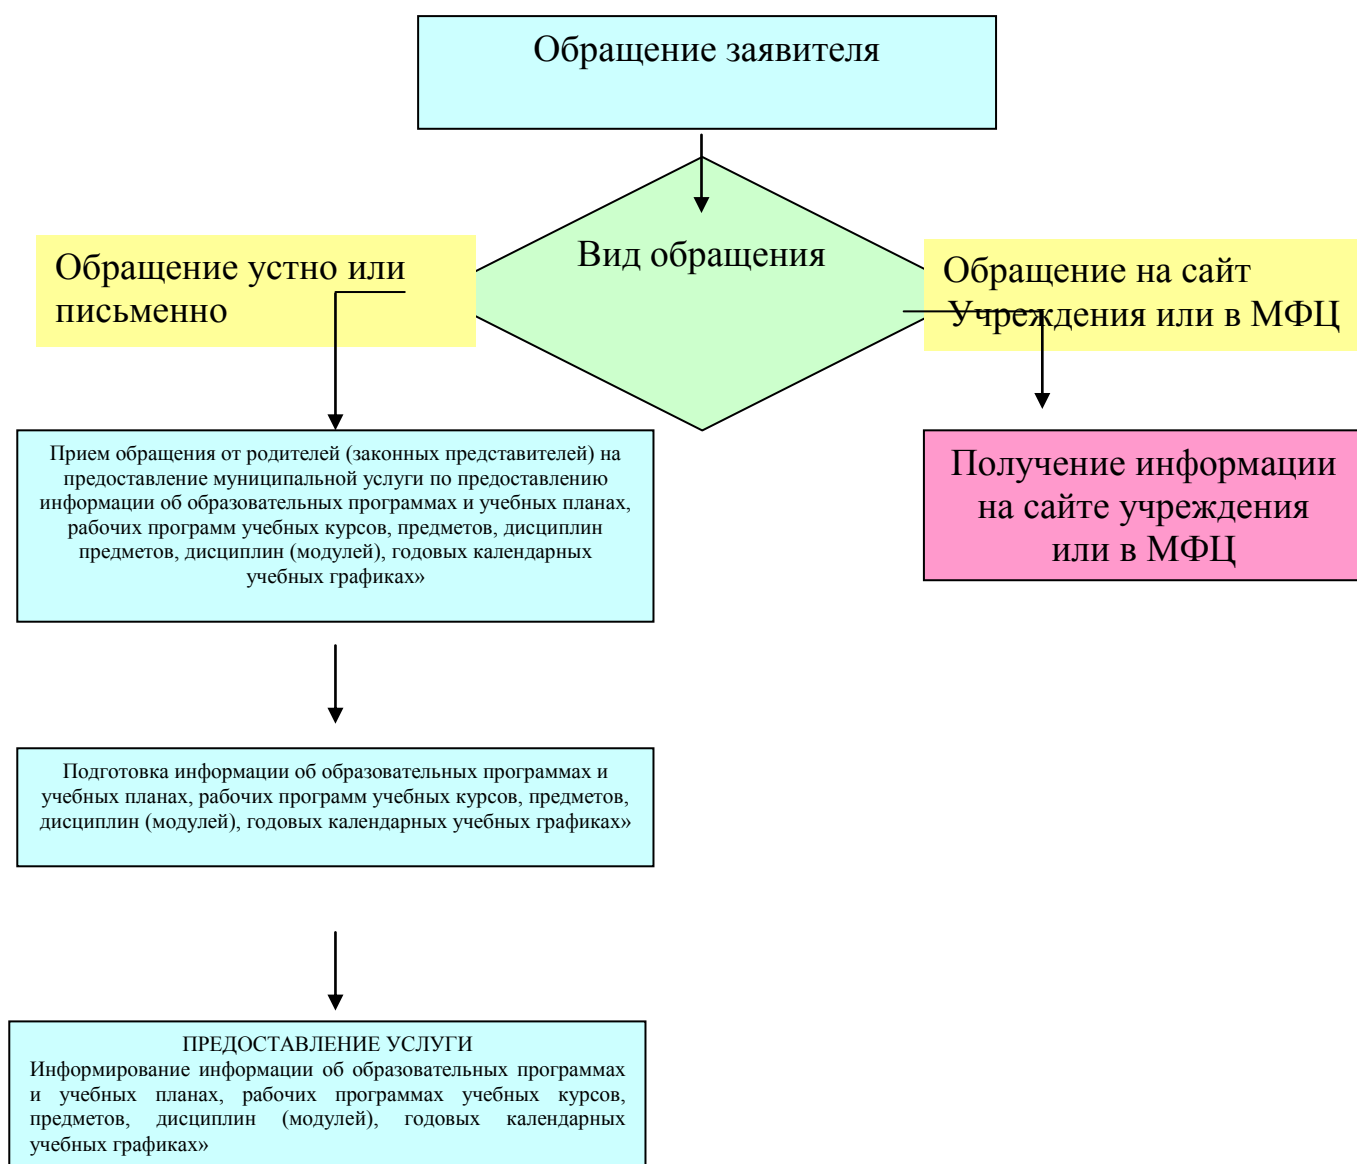 Обращение заявителя
Вид обращения
Обращение устно или
письменно
Обращение на сайт
Учреждения или в МФЦ
Прием обращения от родителей (законных представителей) на
предоставление муниципальной услуги по предоставлению
информации об образовательных программах и учебных планах,
рабочих программ учебных курсов, предметов, дисциплин
предметов, дисциплин (модулей), годовых календарных
учебных графиках»
Получение информации
на сайте учреждения
или в МФЦ
Подготовка информации об образовательных программах и
учебных планах, рабочих программ учебных курсов, предметов,
дисциплин (модулей), годовых календарных учебных графиках»
ПРЕДОСТАВЛЕНИЕ УСЛУГИ
Информирование информации об образовательных программах
и учебных планах, рабочих программах учебных курсов,
предметов, дисциплин (модулей), годовых календарных
учебных графиках»